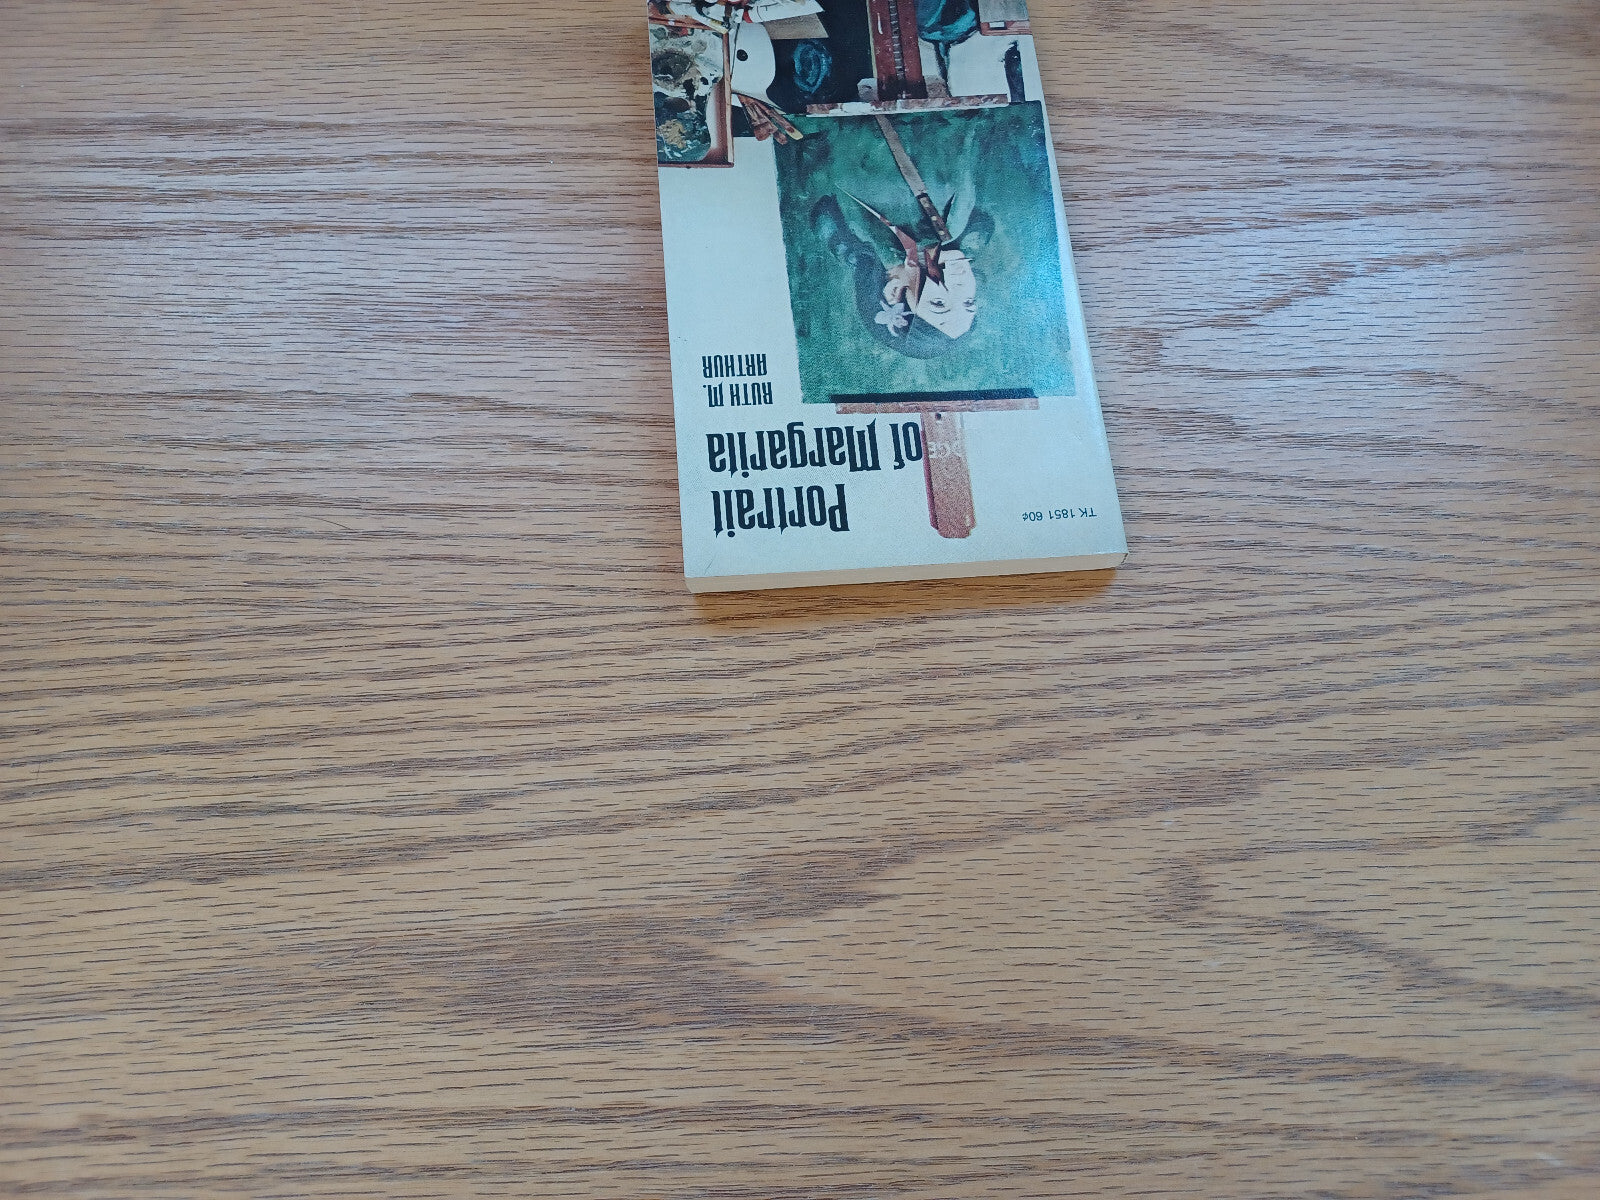 TK 1851 60¢
Portrait
of Margarita
RUTH M.
ARTHUR